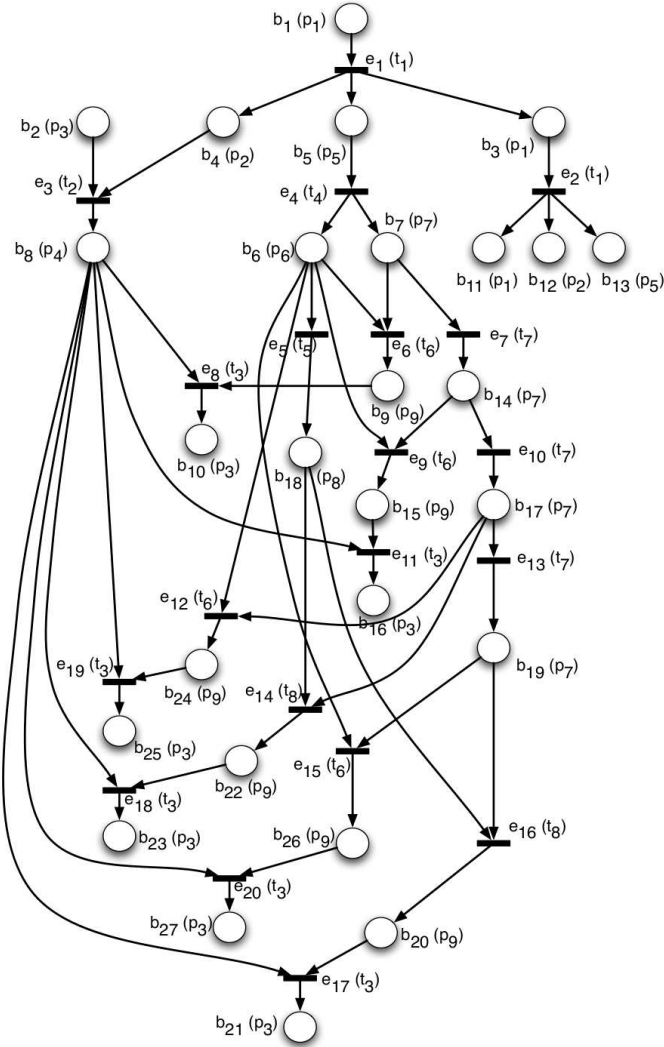 b1 (p1)
e1 (t1)
b2 (p3)
b4 (p2)
b5 (p5)
b3 (p1)
e3 (t2)
e4 (t4)
e2 (t1)
b8 (p4)
b6 (p6)
b7 (p7)
b11 (p1)
b12 (p2)
b13 (p5)
e5 (t5)
e6 (t6)
e7 (t7)
e8 (t3)
b9 (p9)
b14 (p7)
b10 (p3)
b18 (p8)
e9 (t6)
e10 (t7)
b15 (p9)
b17 (p7)
e11 (t3)
e13 (t7)
e12 (t6)
b16 (p3)
e19 (t3)
b24 (p9)
e14 (t8)
b19 (p7)
b25 (p3)
b22 (p9)
e15 (t6)
e18 (t3)
b23 (p3)
b26 (p9)
e16 (t8)
e20 (t3)
b27 (p3)
b20 (p9)
e17 (t3)
b21 (p3)